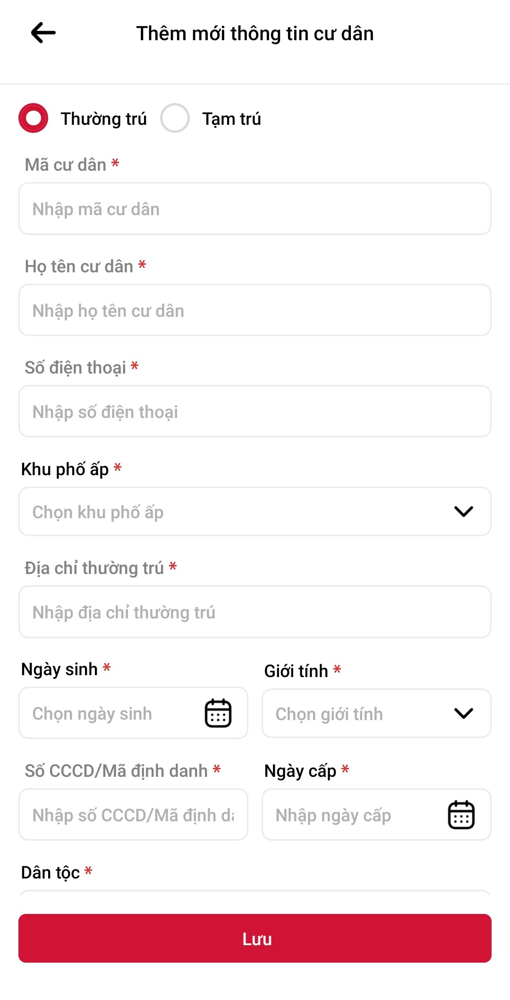 Thêm mới thông tin cư dân
Thường trú Tạm trú
Mã cư dân *
Nhập mã cư dân
Họ tên cư dân *
Nhập họ tên cư dân
Số điện thoại *
Nhập số điện thoại
Khu phố ấp *
Chọn khu phố ấp
Địa chỉ thường trú *
Nhập địa chỉ thường trú
Ngày sinh * Giới tính *
Chọn ngày sinh Chọn giới tính
Số CCCD/Mã định danh * Ngày cấp *
Nhập số CCCD/Mã định Nhập ngày cấp
Dân tộc *
Lưu